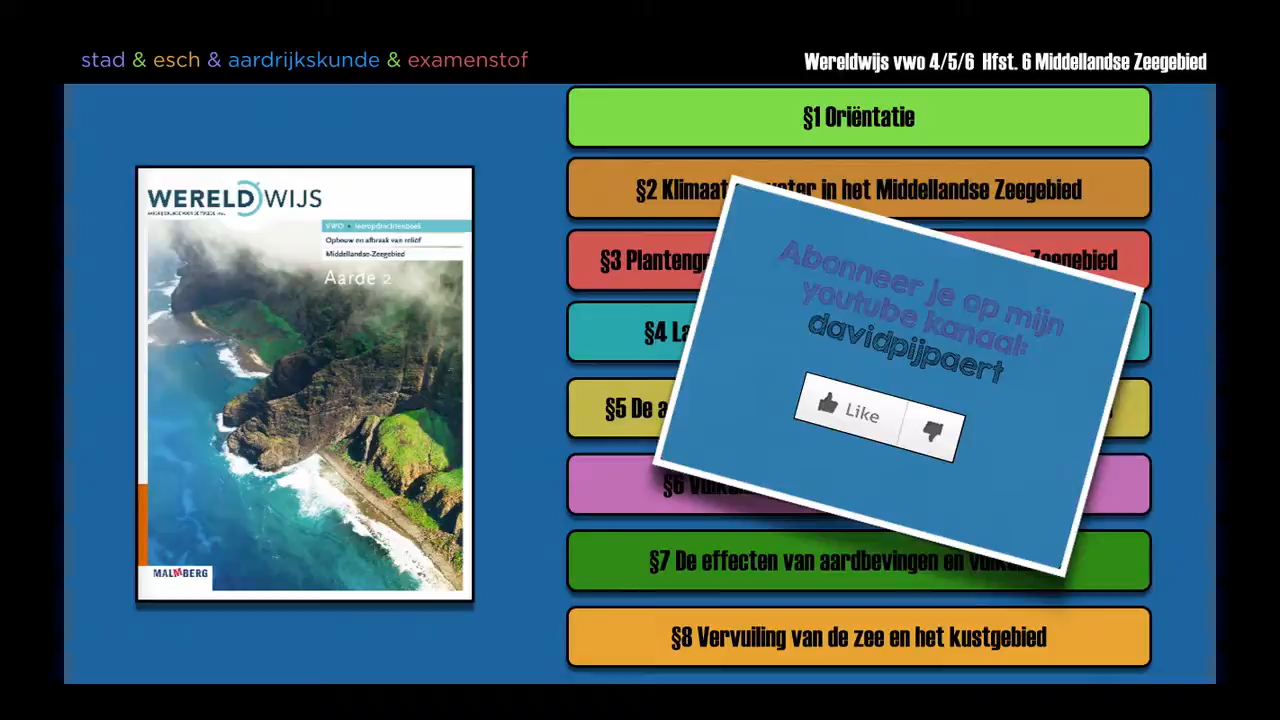 stad & esch & aardrijkskunde & examenstof
Wereldwijs vwo 4/5/6 Hfst. 6 Middellandse Zeegebied
WERELDWIJS
VWO • leeropdrachtenboek
Opbouw en afbraak van reliëf
Middellandse-Zeegebied
Aarde 2
MALMBERG
§1 Oriëntatie
§2 Klimaat in het Middellandse Zeegebied
§3 Zeegebied
§4
§5 De
§6
§7 De effecten van aardbevingen en
§8 Vervuiling van de zee en het kustgebied
Abonneer je op mijn
youtube kanaal:
davidpijpaert
Like